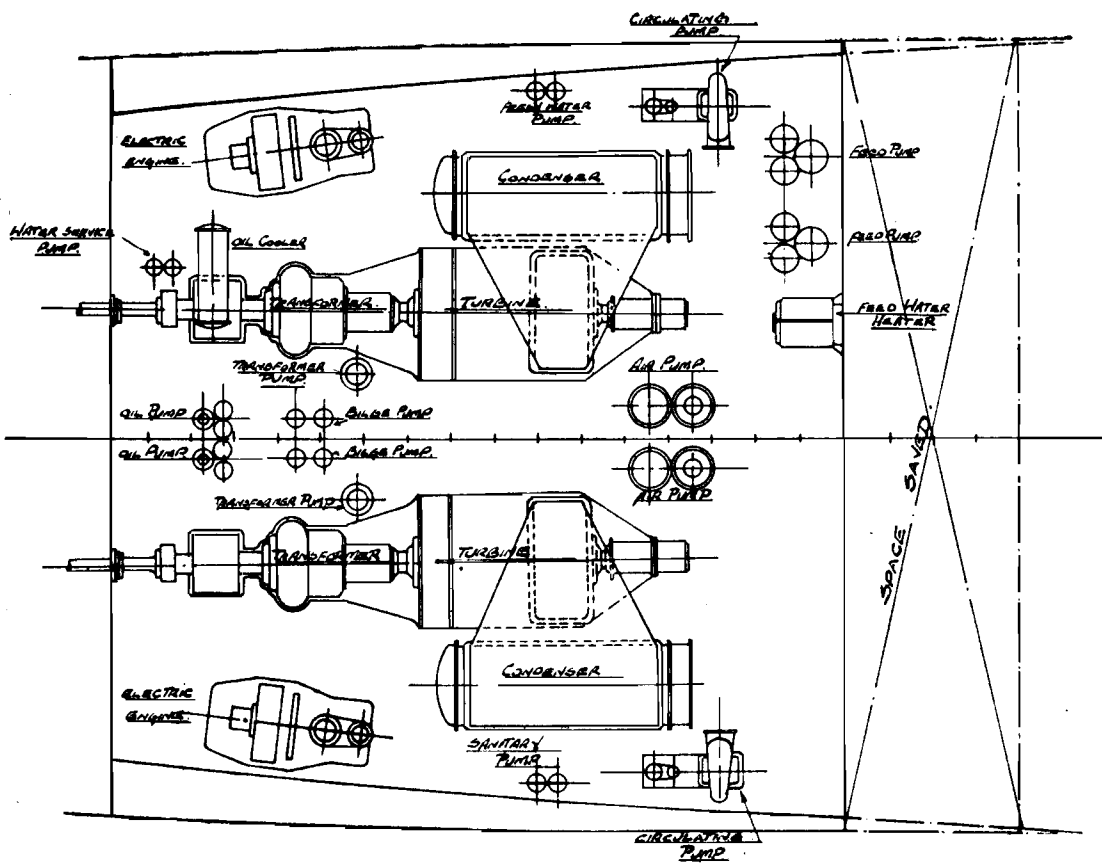 CIRCULATING
PUMP.
FRESH WATER
PUMP.
ELECTRIC
ENGINE.
CONDENSER
FEED PUMP
WATER SERVICE
PUMP.
OIL COOLER
FEED PUMP
TRANSFORMER
TURBINE.
FEED WATER
HEATER
TRANSFORMER
PUMP.
AIR PUMP.
OIL PUMP
BILGE PUMP
OIL PUMP
BILGE PUMP.
TRANSFORMER PUMP
AIR PUMP
SPACE SAVED.
TRANSFORMER
TURBINE
CONDENSER
ELECTRIC
ENGINE.
SANITARY
PUMP
CIRCULATING
PUMP.